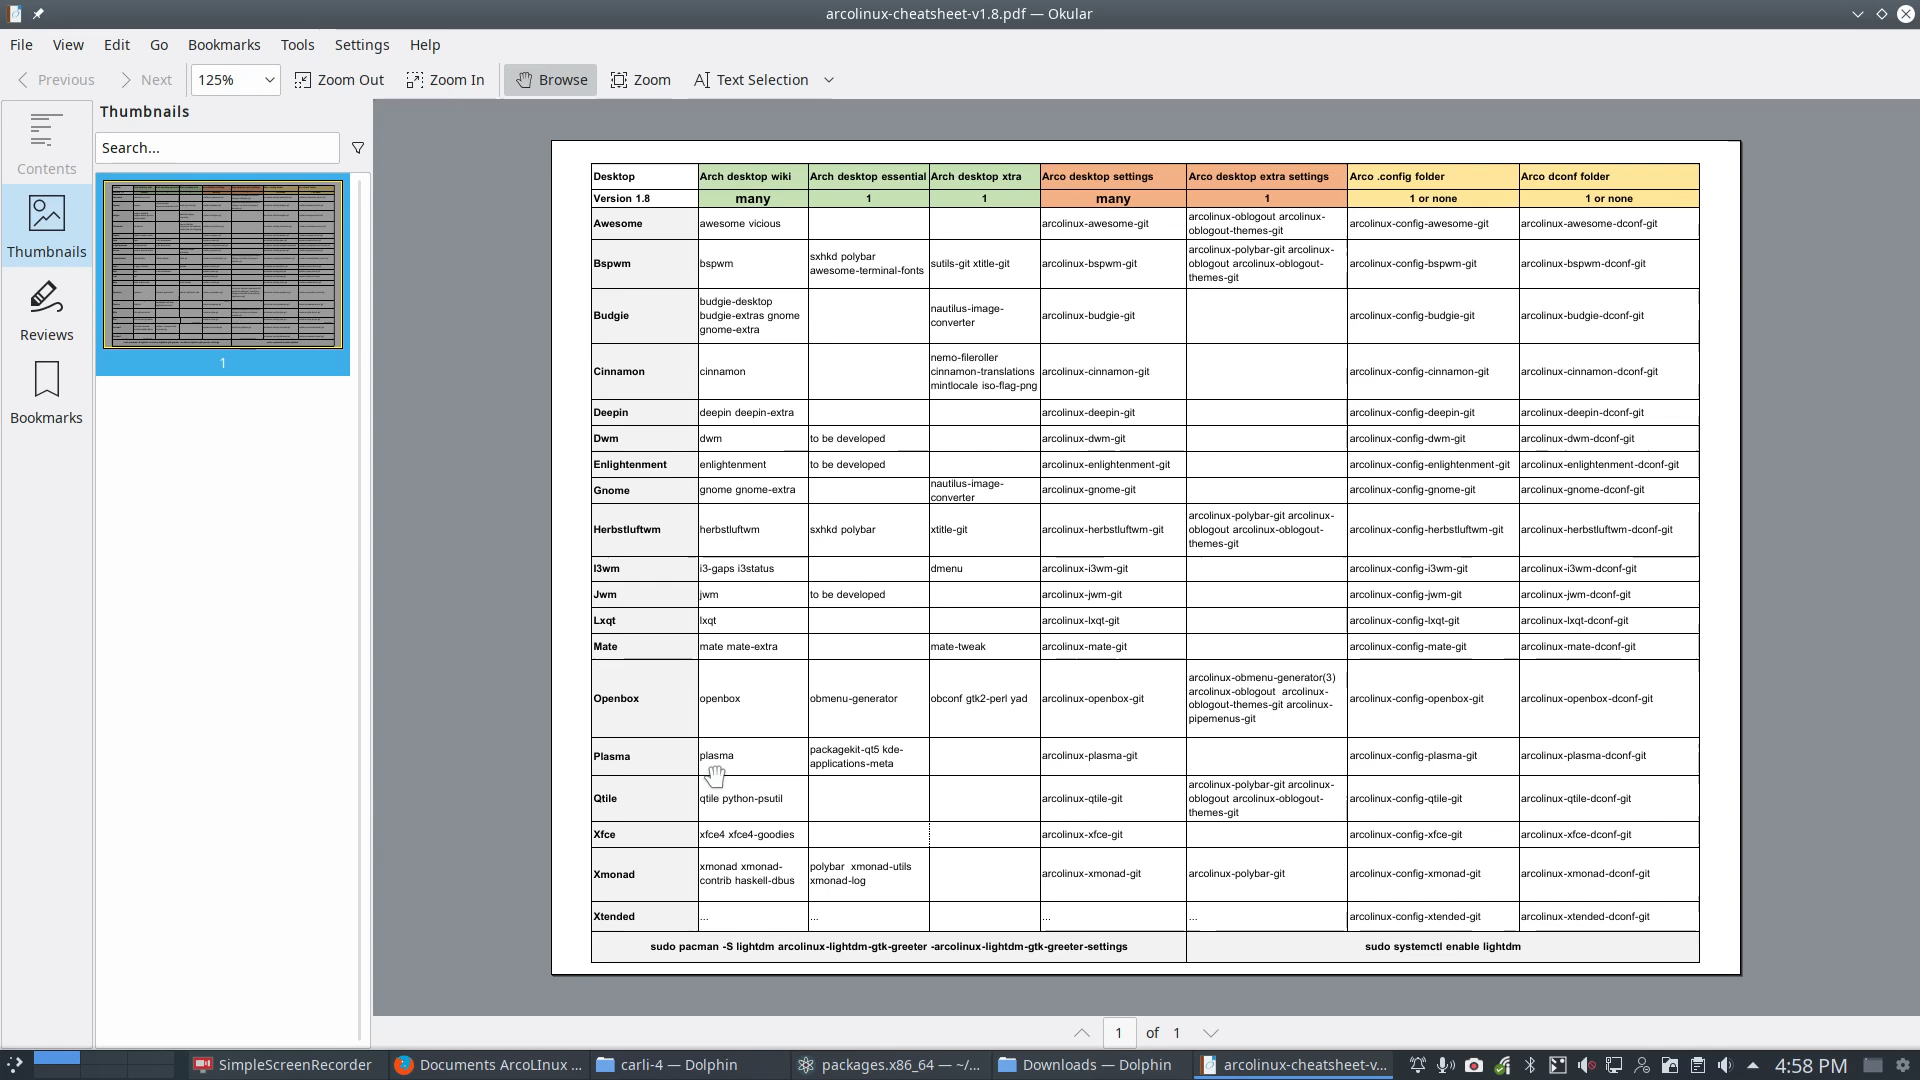 arcolinux-cheatsheet-v1.8.pdf — Okular
File View Edit Go Bookmarks Tools Settings Help
Previous Next 125% Zoom Out Zoom In Browse Zoom Text Selection
Thumbnails
Search...
Contents
Thumbnails
Reviews
Bookmarks
1
Desktop Arch desktop wiki Arch desktop essential Arch desktop xtra Arco desktop settings Arco desktop extra settings Arco .config folder Arco dconf folder
Version 1.8 many 1 1 many 1 1 or none 1 or none
Awesome awesome vicious arcolinux-awesome-git arcolinux-oblogout arcolinux-
oblogout-themes-git arcolinux-config-awesome-git arcolinux-awesome-dconf-git
Bspwm bspwm sxhkd polybar
awesome-terminal-fonts sutils-git xtitle-git arcolinux-bspwm-git arcolinux-polybar-git arcolinux-
oblogout arcolinux-oblogout-
themes-git arcolinux-config-bspwm-git arcolinux-bspwm-dconf-git
Budgie budgie-desktop
budgie-extras gnome
gnome-extra nautilus-image-
converter arcolinux-budgie-git arcolinux-config-budgie-git arcolinux-budgie-dconf-git
Cinnamon cinnamon nemo-fileroller
cinnamon-translations
mintlocale iso-flag-png arcolinux-cinnamon-git arcolinux-config-cinnamon-git arcolinux-cinnamon-dconf-git
Deepin deepin deepin-extra arcolinux-deepin-git arcolinux-config-deepin-git arcolinux-deepin-dconf-git
Dwm dwm to be developed arcolinux-dwm-git arcolinux-config-dwm-git arcolinux-dwm-dconf-git
Enlightenment enlightenment to be developed arcolinux-enlightenment-git arcolinux-config-enlightenment-git arcolinux-enlightenment-dconf-git
Gnome gnome gnome-extra nautilus-image-
converter arcolinux-gnome-git arcolinux-config-gnome-git arcolinux-gnome-dconf-git
Herbstluftwm herbstluftwm sxhkd polybar xtitle-git arcolinux-herbstluftwm-git arcolinux-polybar-git arcolinux-
oblogout arcolinux-oblogout-
themes-git arcolinux-config-herbstluftwm-git arcolinux-herbstluftwm-dconf-git
I3wm i3-gaps i3status dmenu arcolinux-i3wm-git arcolinux-config-i3wm-git arcolinux-i3wm-dconf-git
Jwm jwm to be developed arcolinux-jwm-git arcolinux-config-jwm-git arcolinux-jwm-dconf-git
Lxqt lxqt arcolinux-lxqt-git arcolinux-config-lxqt-git arcolinux-lxqt-dconf-git
Mate mate mate-extra mate-tweak arcolinux-mate-git arcolinux-config-mate-git arcolinux-mate-dconf-git
Openbox openbox obmenu-generator obconf gtk2-perl yad arcolinux-openbox-git arcolinux-obmenu-generator(3)
arcolinux-oblogout arcolinux-
oblogout-themes-git arcolinux-
pipemenus-git arcolinux-config-openbox-git arcolinux-openbox-dconf-git
Plasma plasma packagekit-qt5 kde-
applications-meta arcolinux-plasma-git arcolinux-config-plasma-git arcolinux-plasma-dconf-git
Qtile qtile python-psutil arcolinux-qtile-git arcolinux-polybar-git arcolinux-
oblogout arcolinux-oblogout-
themes-git arcolinux-config-qtile-git arcolinux-qtile-dconf-git
Xfce xfce4 xfce4-goodies arcolinux-xfce-git arcolinux-config-xfce-git arcolinux-xfce-dconf-git
Xmonad xmonad xmonad-
contrib haskell-dbus polybar xmonad-utils
xmonad-log arcolinux-xmonad-git arcolinux-polybar-git arcolinux-config-xmonad-git arcolinux-xmonad-dconf-git
Xtended ... ... ... ... arcolinux-config-xtended-git arcolinux-xtended-dconf-git
sudo pacman -S lightdm arcolinux-lightdm-gtk-greeter -arcolinux-lightdm-gtk-greeter-settings sudo systemctl enable lightdm
1 of 1
SimpleScreenRecorder Documents ArcoLInux ... carli-4 — Dolphin packages.x86_64 — ~/... Downloads — Dolphin arcolinux-cheatsheet-v... 4:58 PM